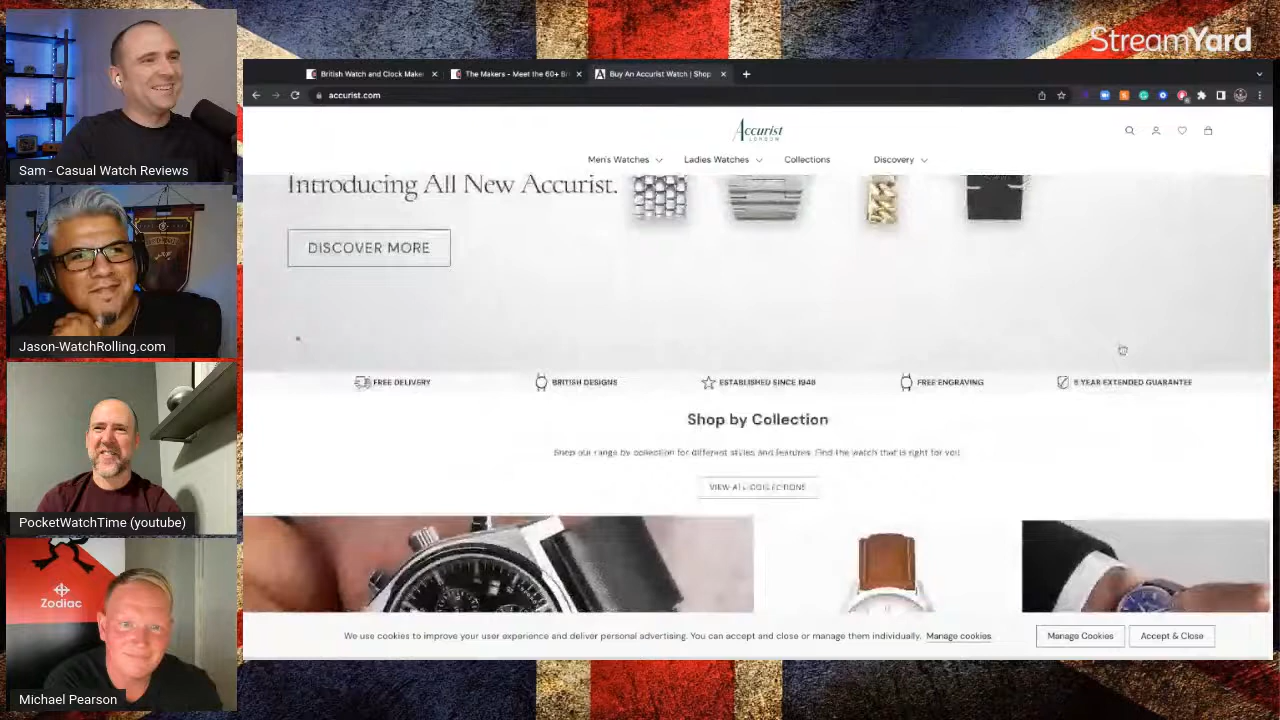 StreamYard
British Watch and Clock Make
The Makers - Meet the 60+ Br
Buy An Accurist Watch | Shop
accurist.com
Accurist
LONDON
Men's Watches
Ladies Watches
Collections
Discovery
Introducing All New Accurist.
DISCOVER MORE
FREE DELIVERY
BRITISH DESIGNS
ESTABLISHED SINCE 1946
FREE ENGRAVING
5 YEAR EXTENDED GUARANTEE
Shop by Collection
Shop our range by collection for different styles and features. Find the watch that is right for you.
VIEW ALL COLLECTIONS
We use cookies to improve your user experience and deliver personal advertising. You can accept and close or manage them individually. Manage cookies.
Manage Cookies
Accept & Close
Sam - Casual Watch Reviews
Jason-WatchRolling.com
PocketWatchTime (youtube)
Zodiac
Michael Pearson